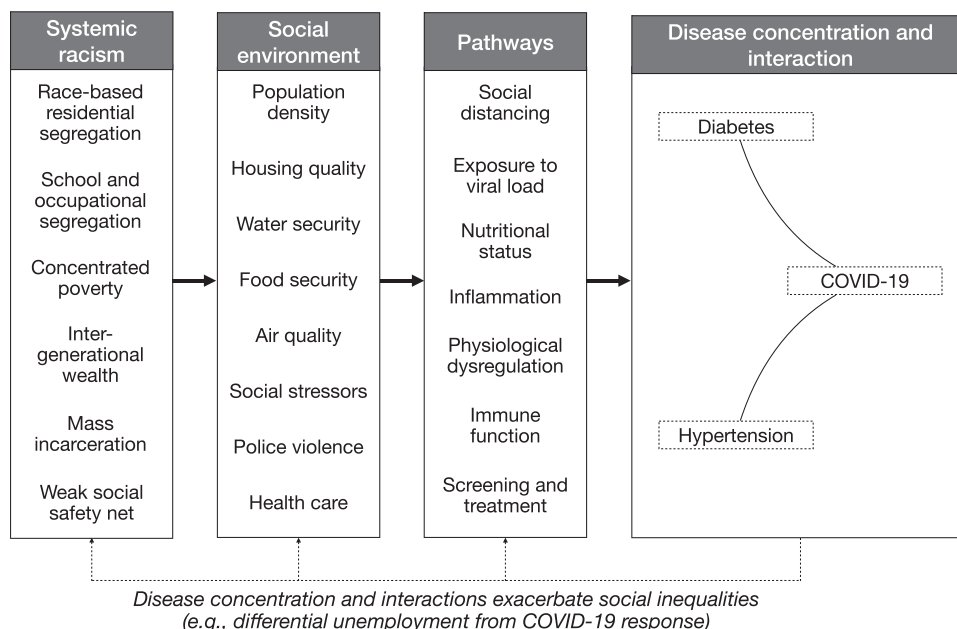 Systemic
racism
Race-based
residential
segregation
School and
occupational
segregation
Concentrated
poverty
Inter-
generational
wealth
Mass
incarceration
Weak social
safety net
Social
environment
Population
density
Housing quality
Water security
Food security
Air quality
Social stressors
Police violence
Health care
Pathways
Social
distancing
Exposure to
viral load
Nutritional
status
Inflammation
Physiological
dysregulation
Immune
function
Screening and
treatment
Disease concentration and
interaction
Diabetes
COVID-19
Hypertension
Disease concentration and interactions exacerbate social inequalities
(e.g., differential unemployment from COVID-19 response)